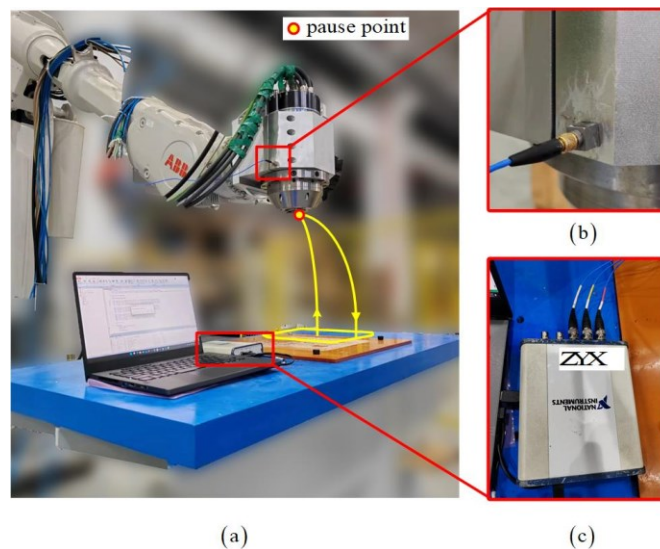 pause point
ABB
(b)
ZYX
NATIONAL
INSTRUMENTS
(a)
(c)